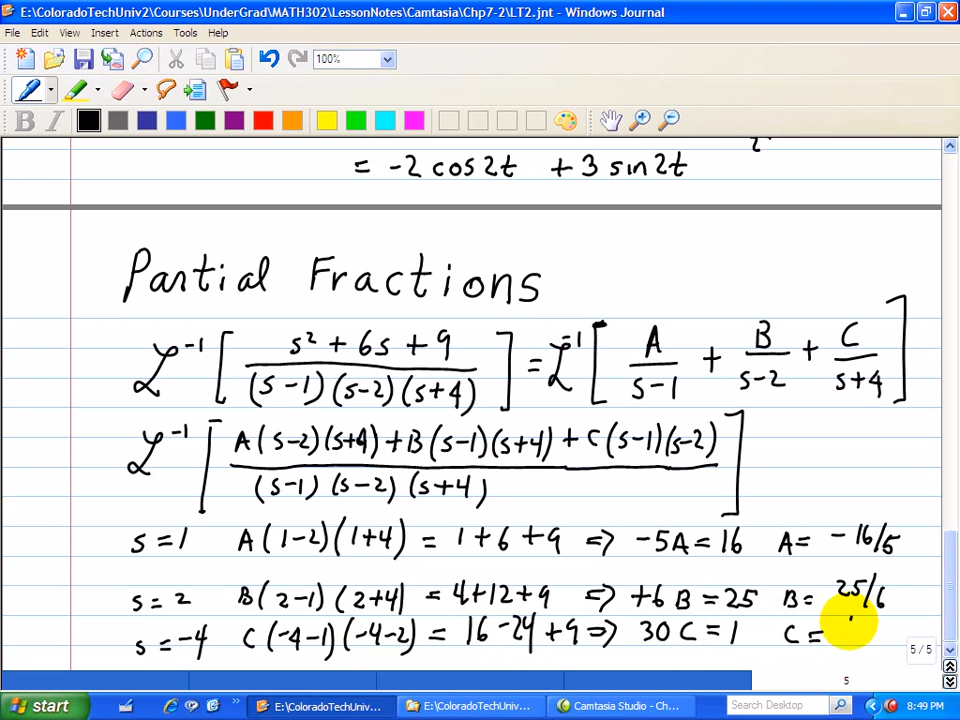 E:\ColoradoTechUniv2\Courses\UnderGrad\MATH302\LessonNotes\Camtasia\Chp7-2\LT2.jnt - Windows Journal
File Edit View Insert Actions Tools Help
100%
B I
= -2 cos2t + 3 sin2t
Partial Fractions
ℒ⁻¹ [ s² + 6s + 9 / (s-1)(s-2)(s+4) ] = ℒ⁻¹ [ A / s-1 + B / s-2 + C / s+4 ]
ℒ⁻¹ [ A(s-2)(s+4) + B(s-1)(s+4) + C(s-1)(s-2) / (s-1)(s-2)(s+4) ]
s = 1 A(1-2)(1+4) = 1+6+9 => -5A = 16 A = -16/5
s = 2 B(2-1)(2+4) = 4+12+9 => +6B = 25 B = 25/6
s = -4 C(-4-1)(-4-2) = 16-24+9 => 30C = 1 C =
5/5
5
start E:\ColoradoTechUniv... E:\ColoradoTechUniv... Camtasia Studio - Ch... Search Desktop 8:49 PM